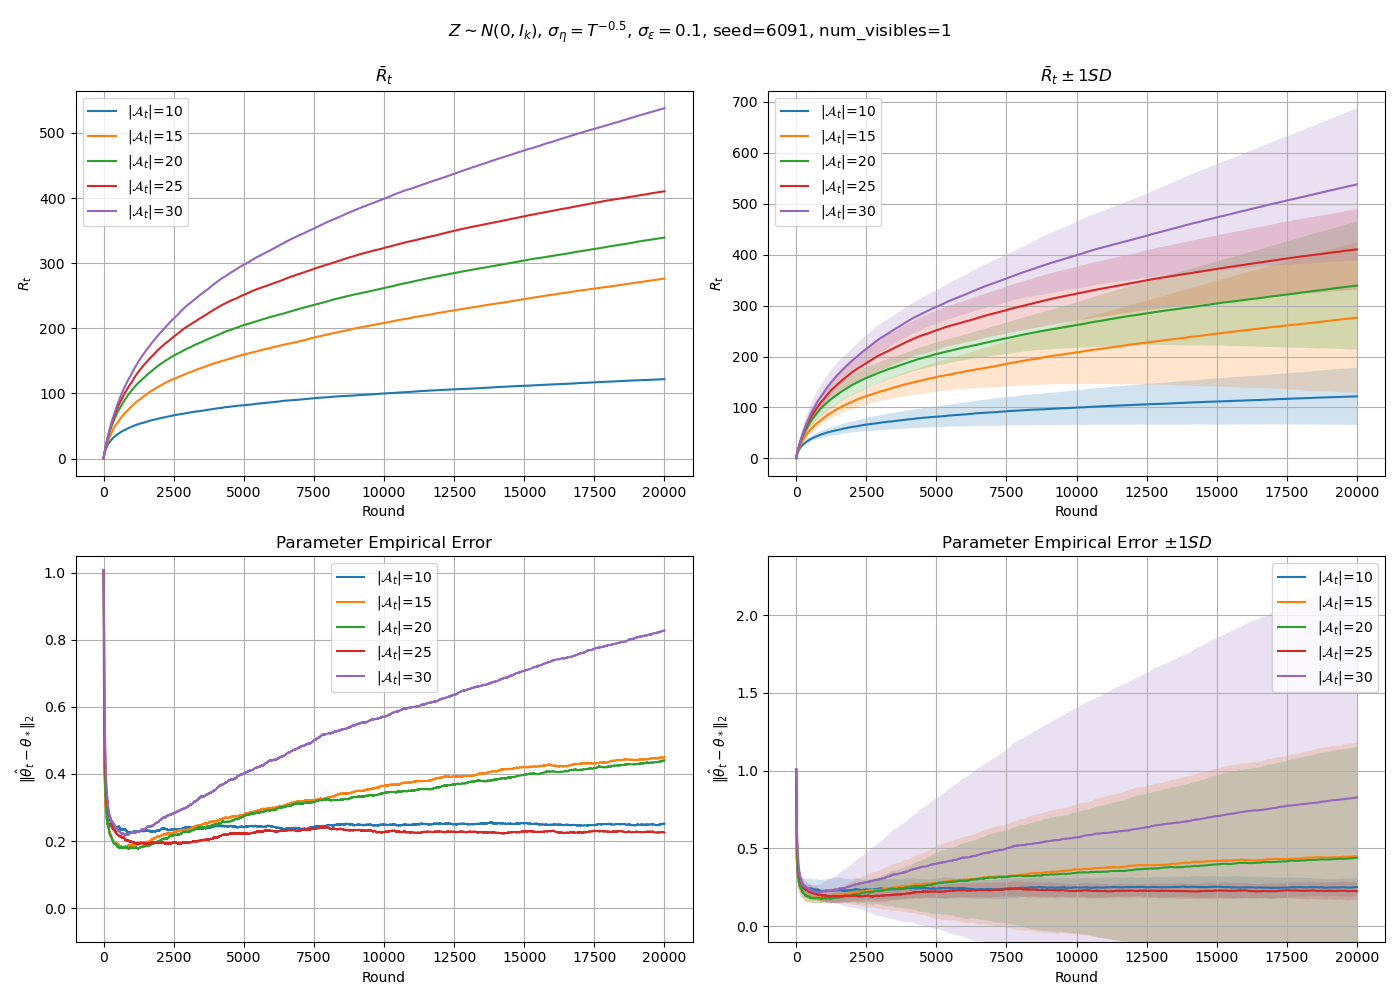 Z ∼ N(0, I_k), σ_η = T^{−0.5}, σ_ε = 0.1, seed=6091, num_visibles=1
R̄_t
R_t
500
400
300
200
100
0
|𝒜_t|=10
|𝒜_t|=15
|𝒜_t|=20
|𝒜_t|=25
|𝒜_t|=30
0 2500 5000 7500 10000 12500 15000 17500 20000
Round
R̄_t ± 1SD
R_t
700
600
500
400
300
200
100
0
|𝒜_t|=10
|𝒜_t|=15
|𝒜_t|=20
|𝒜_t|=25
|𝒜_t|=30
0 2500 5000 7500 10000 12500 15000 17500 20000
Round
Parameter Empirical Error
‖θ̂_t − θ_*‖_2
1.0
0.8
0.6
0.4
0.2
0.0
|𝒜_t|=10
|𝒜_t|=15
|𝒜_t|=20
|𝒜_t|=25
|𝒜_t|=30
0 2500 5000 7500 10000 12500 15000 17500 20000
Round
Parameter Empirical Error ±1SD
‖θ̂_t − θ_*‖_2
2.0
1.5
1.0
0.5
0.0
|𝒜_t|=10
|𝒜_t|=15
|𝒜_t|=20
|𝒜_t|=25
|𝒜_t|=30
0 2500 5000 7500 10000 12500 15000 17500 20000
Round